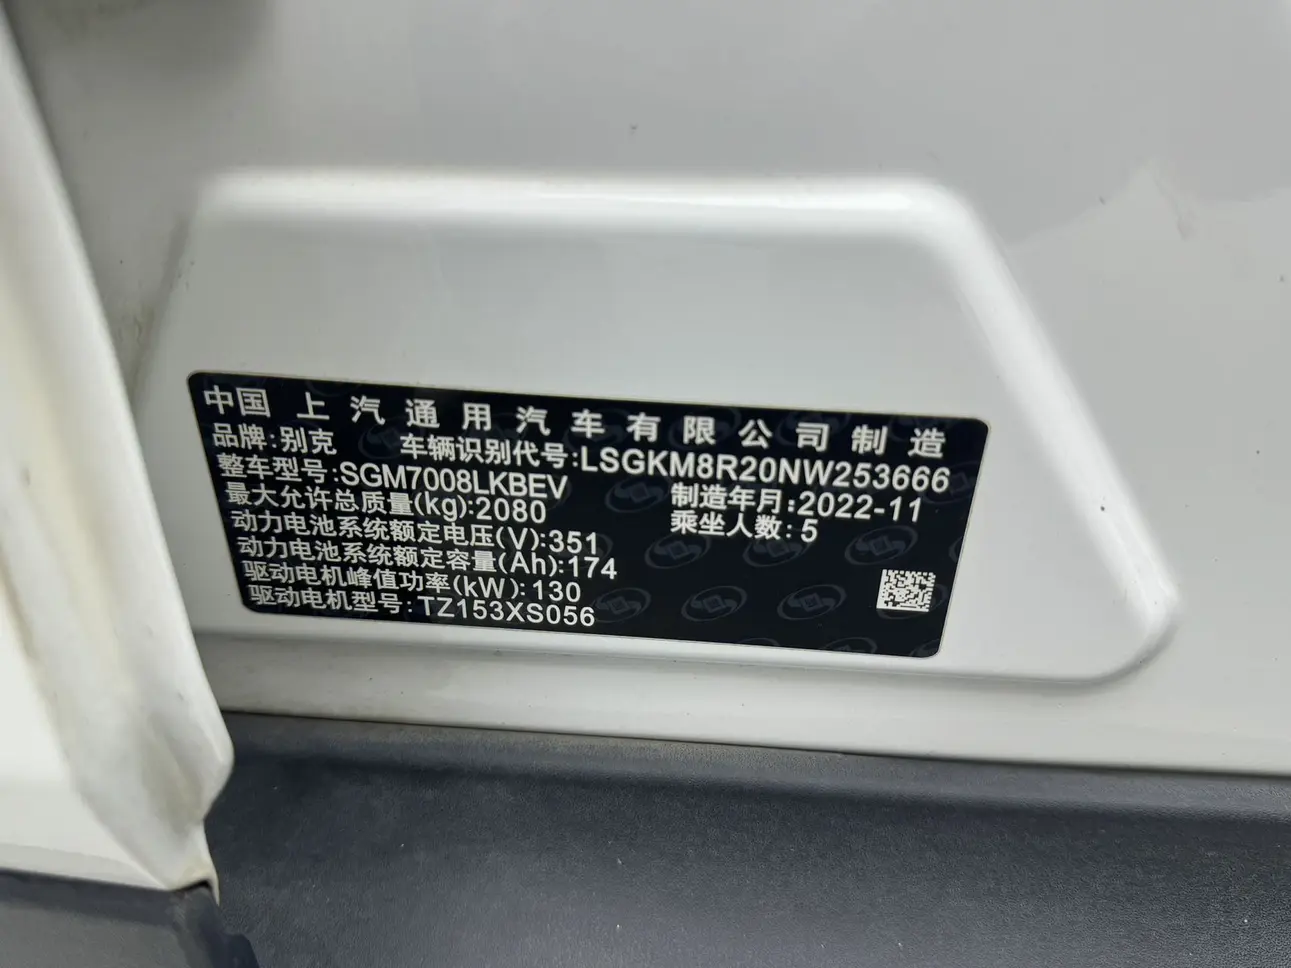 中国 上汽通用汽车有限公司制造
品牌:别克 车辆识别代号:LSGKM8R20NW253666
整车型号:SGM7008LKBEV 制造年月:2022-11
最大允许总质量(kg):2080 乘坐人数:5
动力电池系统额定电压(V):351
动力电池系统额定容量(Ah):174
驱动电机峰值功率(kW):130
驱动电机型号:TZ153XS056